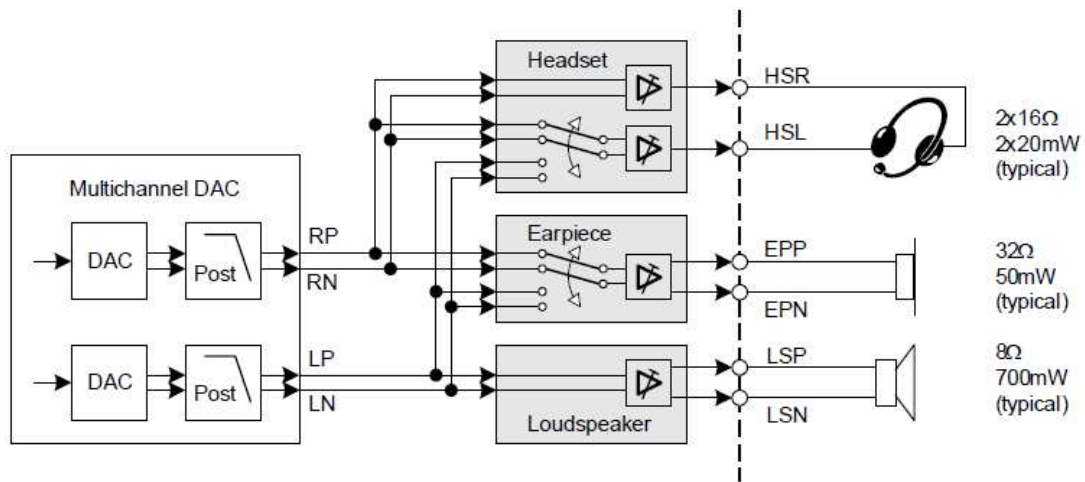 Headset
HSR
HSL
2x16Ω
2x20mW
(typical)
Multichannel DAC
DAC
Post
RP
RN
Earpiece
EPP
EPN
32Ω
50mW
(typical)
DAC
Post
LP
LN
Loudspeaker
LSP
LSN
8Ω
700mW
(typical)